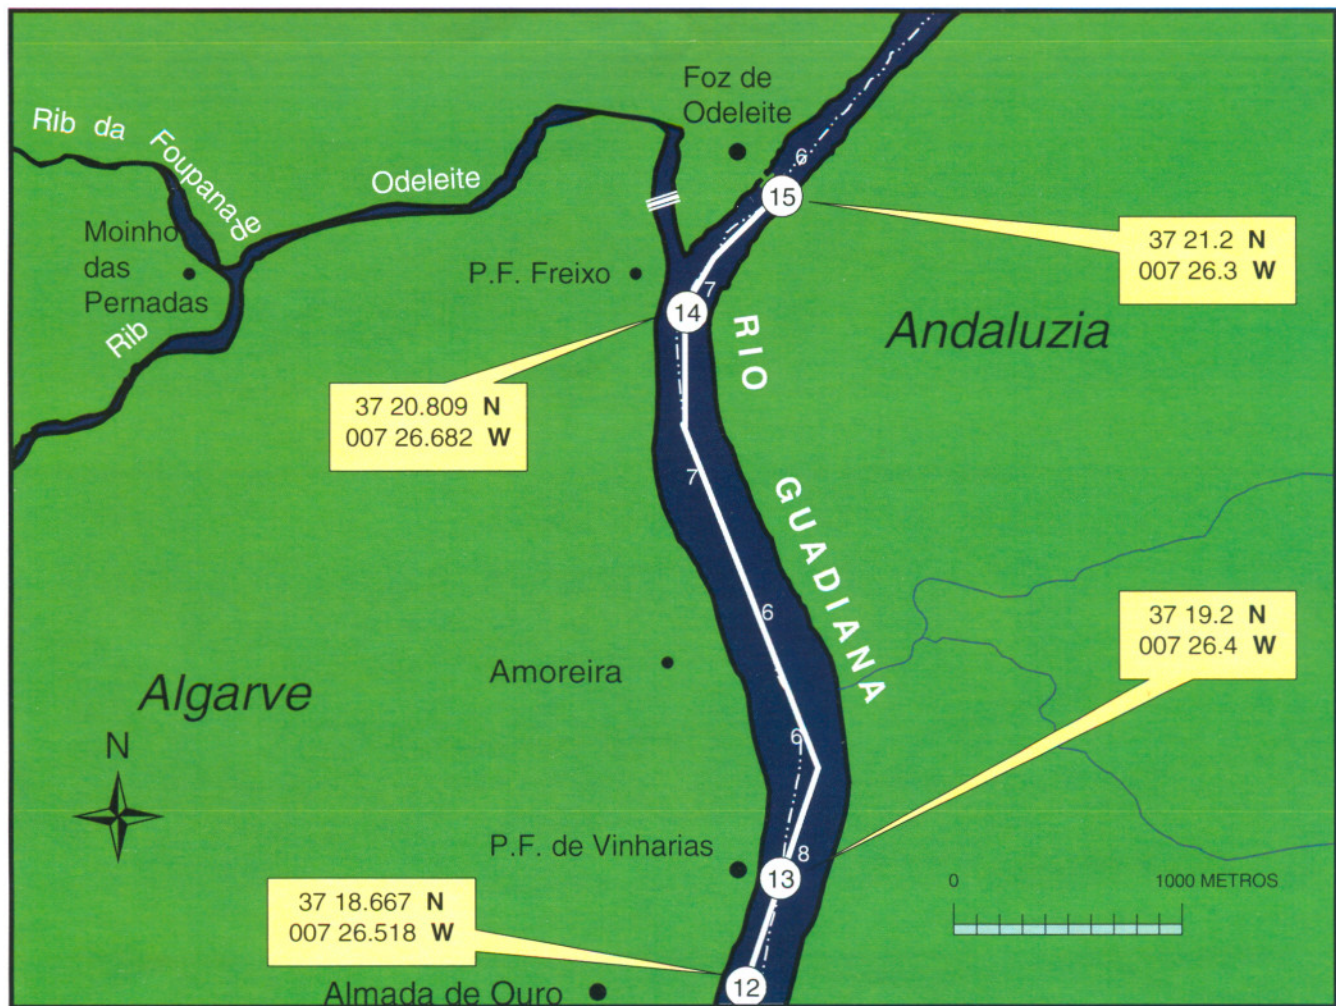 Foz de
Odeleite
Rib da
Foupana
Odeleite
de
Rib
Moinho
das
Pernadas
P.F. Freixo
6
15
37 21.2 N
007 26.3 W
7
14
RIO
GUADIANA
Andaluzia
37 20.809 N
007 26.682 W
7
6
37 19.2 N
007 26.4 W
Amoreira
Algarve
N
6
P.F. de Vinharias
8
13
0 1000 METROS
37 18.667 N
007 26.518 W
12
Almada de Ouro